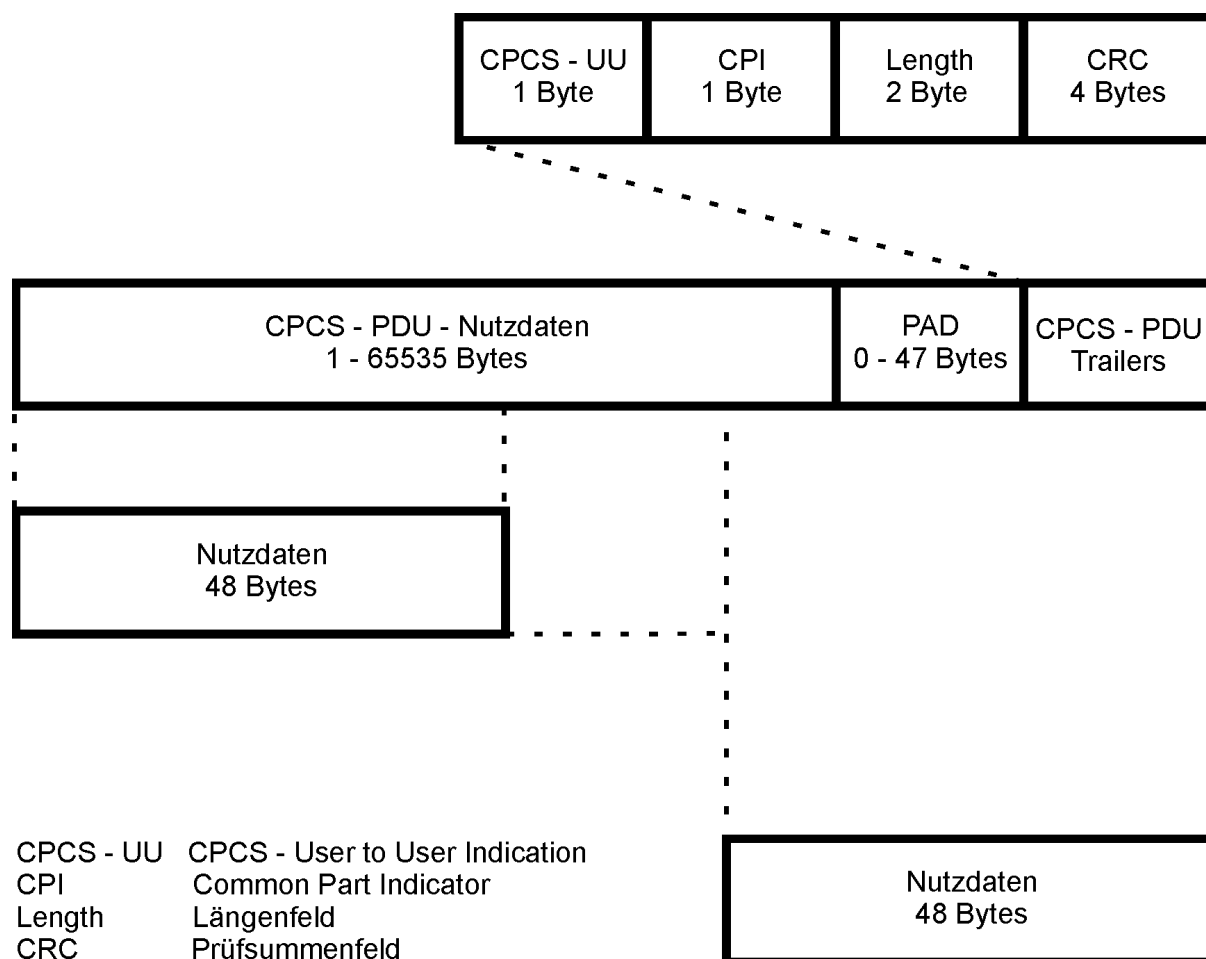 CPCS - UU
1 Byte
CPI
1 Byte
Length
2 Byte
CRC
4 Bytes
CPCS - PDU - Nutzdaten
1 - 65535 Bytes
PAD
0 - 47 Bytes
CPCS - PDU
Trailers
Nutzdaten
48 Bytes
Nutzdaten
48 Bytes
CPCS - UU CPCS - User to User Indication
CPI Common Part Indicator
Length Längenfeld
CRC Prüfsummenfeld